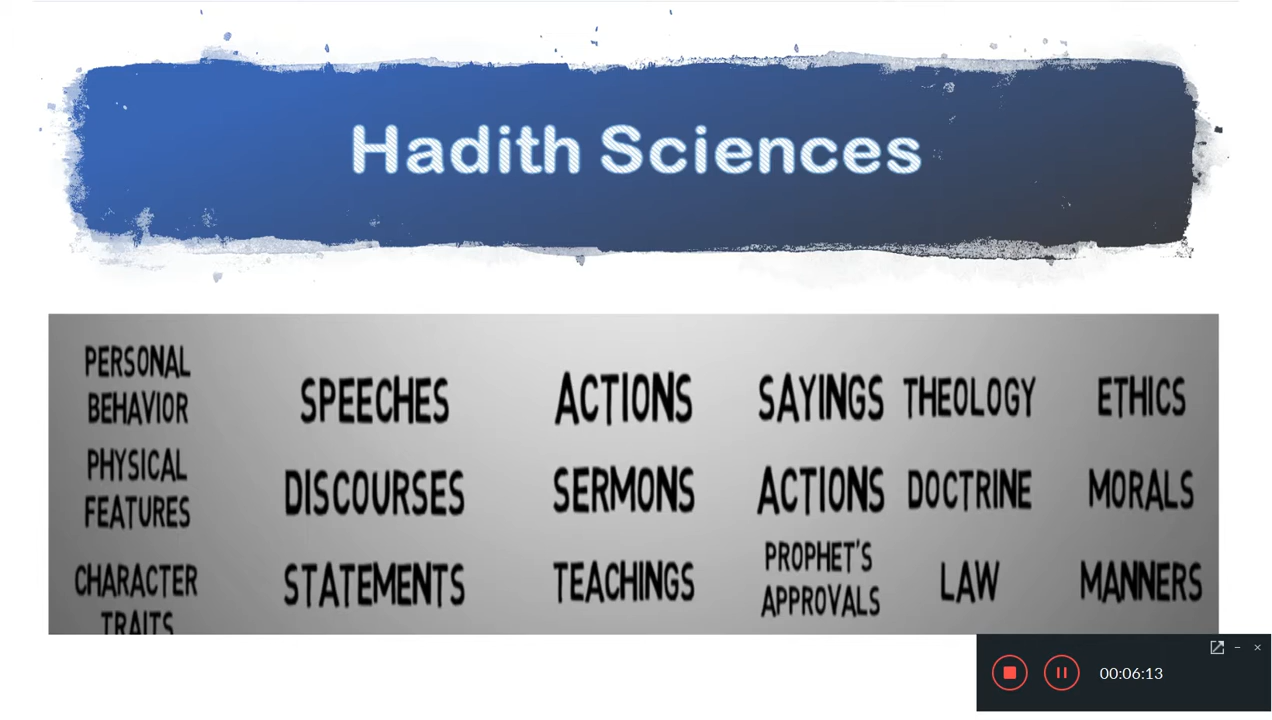 Hadith Sciences
PERSONAL
BEHAVIOR
PHYSICAL
FEATURES
CHARACTER
TRAITS
SPEECHES
DISCOURSES
STATEMENTS
ACTIONS
SERMONS
TEACHINGS
SAYINGS
ACTIONS
PROPHET'S
APPROVALS
THEOLOGY
DOCTRINE
LAW
ETHICS
MORALS
MANNERS
00:06:13